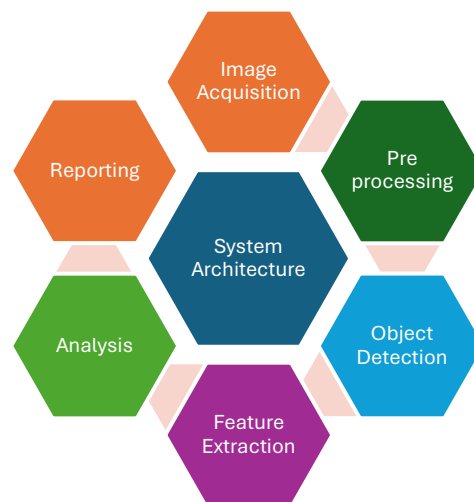 Image
Acquisition
Pre
processing
Reporting
System
Architecture
Analysis
Object
Detection
Feature
Extraction